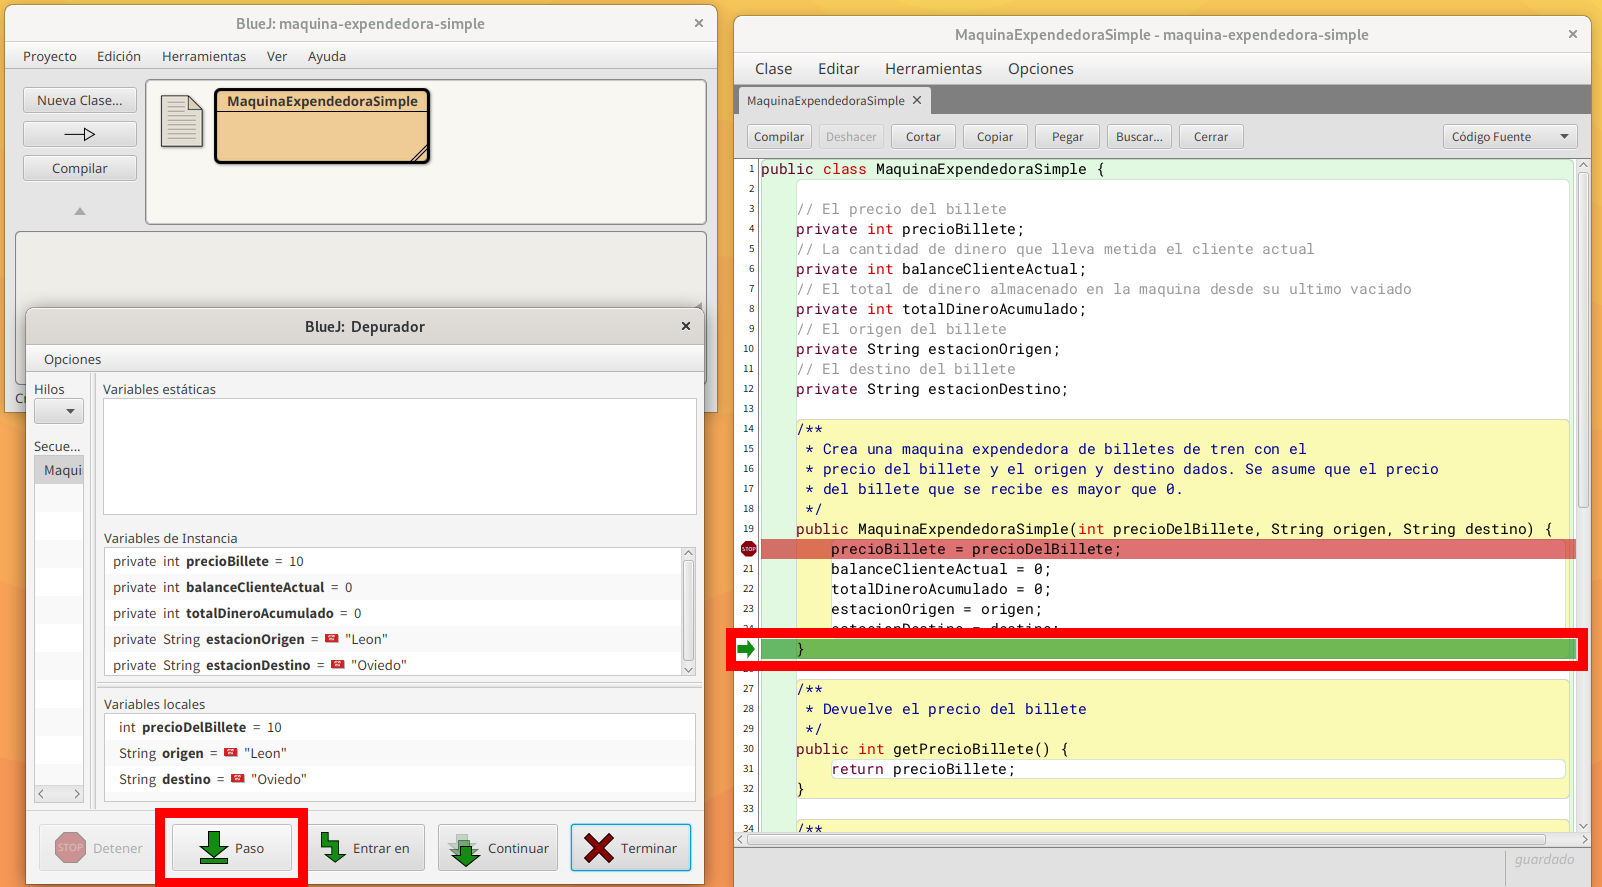 BlueJ: maquina-expendedora-simple
Proyecto Edición Herramientas Ver Ayuda
Nueva Clase...
Compilar
MaquinaExpendedoraSimple
BlueJ: Depurador
Opciones
Hilos
Secue...
Maqui
Variables estáticas
Variables de Instancia
private int precioBillete = 10
private int balanceClienteActual = 0
private int totalDineroAcumulado = 0
private String estacionOrigen = "Leon"
private String estacionDestino = "Oviedo"
Variables locales
int precioDelBillete = 10
String origen = "Leon"
String destino = "Oviedo"
STOP Detener
Paso
Entrar en
Continuar
Terminar
MaquinaExpendedoraSimple - maquina-expendedora-simple
Clase Editar Herramientas Opciones
MaquinaExpendedoraSimple
Compilar Deshacer Cortar Copiar Pegar Buscar... Cerrar Código Fuente
1 public class MaquinaExpendedoraSimple {
2
3 // El precio del billete
4 private int precioBillete;
5 // La cantidad de dinero que lleva metida el cliente actual
6 private int balanceClienteActual;
7 // El total de dinero almacenado en la maquina desde su ultimo vaciado
8 private int totalDineroAcumulado;
9 // El origen del billete
10 private String estacionOrigen;
11 // El destino del billete
12 private String estacionDestino;
13
14 /**
15 * Crea una maquina expendedora de billetes de tren con el
16 * precio del billete y el origen y destino dados. Se asume que el precio
17 * del billete que se recibe es mayor que 0.
18 */
19 public MaquinaExpendedoraSimple(int precioDelBillete, String origen, String destino) {
STOP precioBillete = precioDelBillete;
21 balanceClienteActual = 0;
22 totalDineroAcumulado = 0;
23 estacionOrigen = origen;
24 estacionDestino = destino;
}
27 /**
28 * Devuelve el precio del billete
29 */
30 public int getPrecioBillete() {
31 return precioBillete;
32 }
33
34 /**
guardado